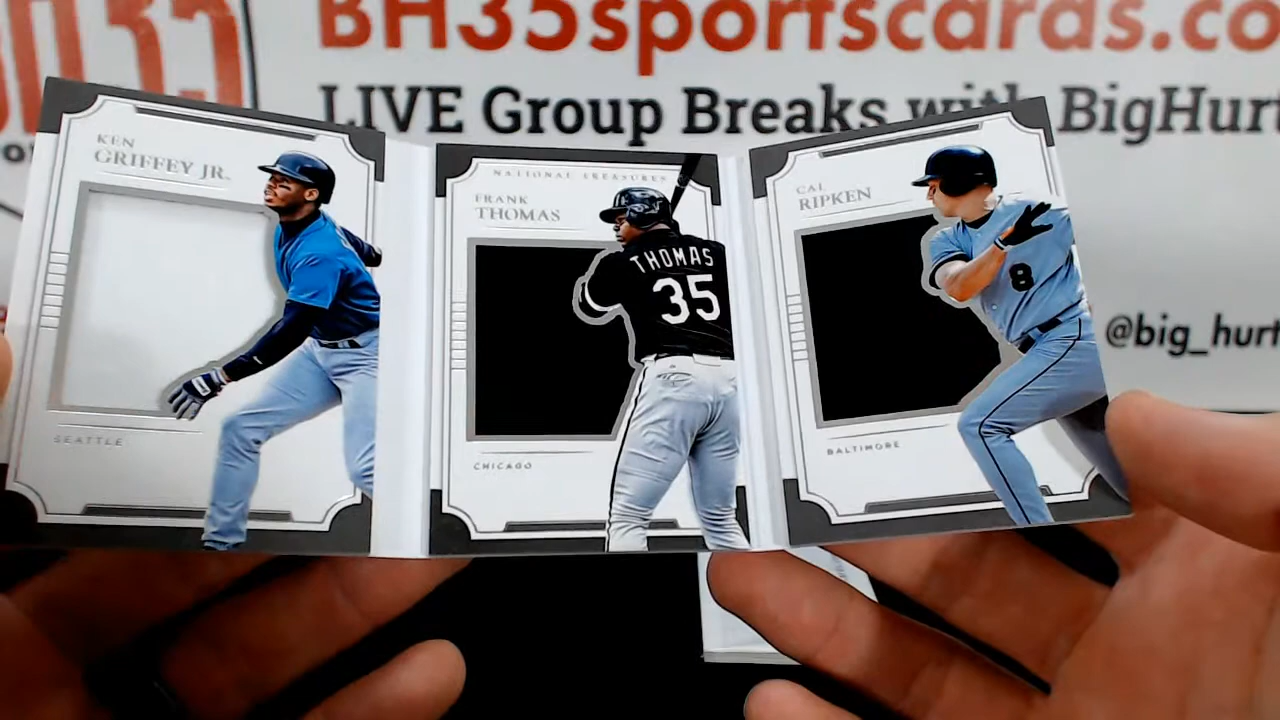 BH35sportscards.co
LIVE Group Breaks with BigHurt
@big_hurt
KEN
GRIFFEY JR.
SEATTLE
NATIONAL TREASURES
FRANK
THOMAS
THOMAS
35
CHICAGO
CAL
RIPKEN
8
BALTIMORE